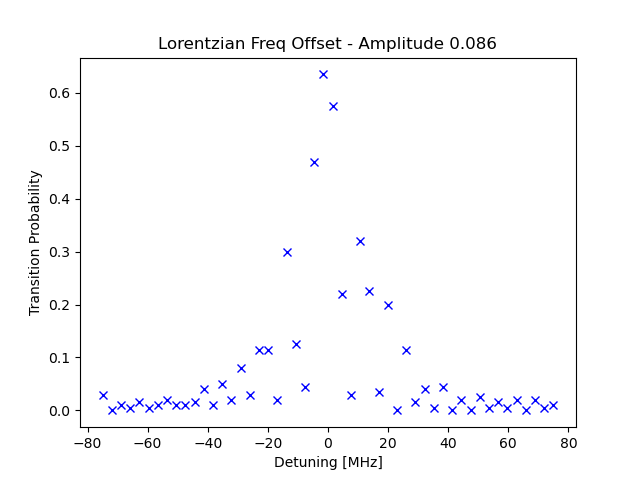 Lorentzian Freq Offset - Amplitude 0.086
Transition Probability
0.6
0.5
0.4
0.3
0.2
0.1
0.0
−80 −60 −40 −20 0 20 40 60 80
Detuning [MHz]